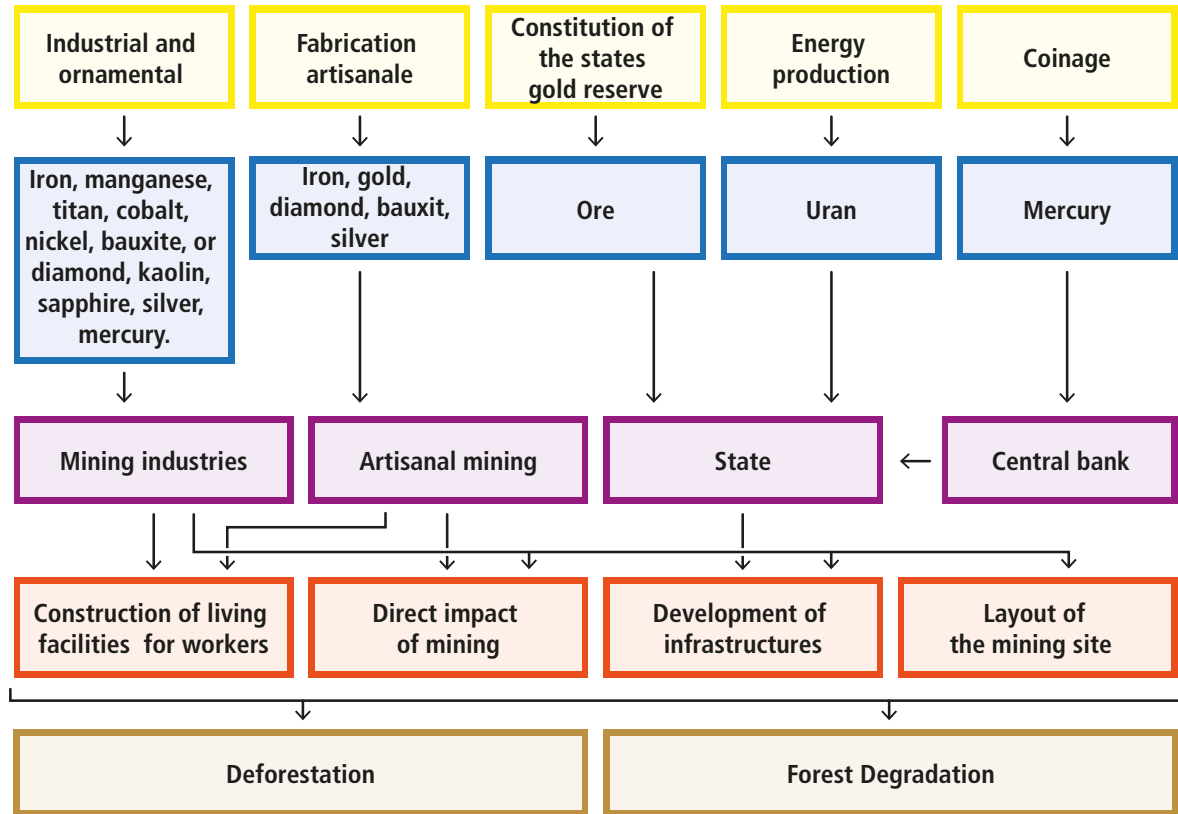 Industrial and
ornamental
Fabrication
artisanale
Constitution of
the states
gold reserve
Energy
production
Coinage
Iron, manganese,
titan, cobalt,
nickel, bauxite, or
diamond, kaolin,
sapphire, silver,
mercury.
Iron, gold,
diamond, bauxit,
silver
Ore
Uran
Mercury
Mining industries
Artisanal mining
State
Central bank
Construction of living
facilities for workers
Direct impact
of mining
Development of
infrastructures
Layout of
the mining site
Deforestation
Forest Degradation